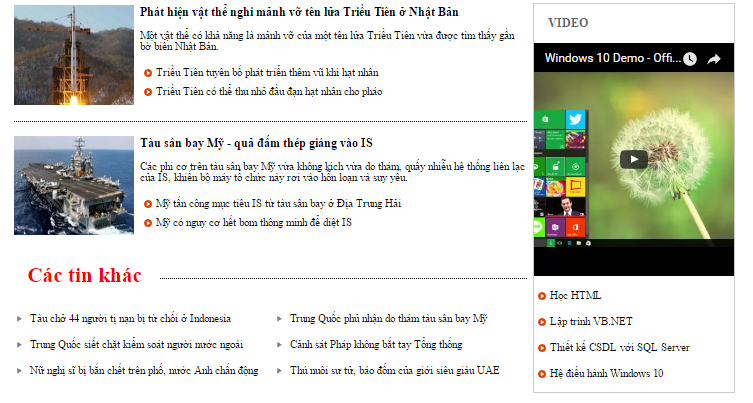 Phát hiện vật thể nghi mảnh vỡ tên lửa Triều Tiên ở Nhật Bản
Một vật thể có khả năng là mảnh vỡ của một tên lửa Triều Tiên vừa được tìm thấy gần
bờ biển Nhật Bản.
Triều Tiên tuyên bố phát triển thêm vũ khí hạt nhân
Triều Tiên có thể thu nhỏ đầu đạn hạt nhân cho pháo
Tàu sân bay Mỹ - quả đấm thép giáng vào IS
Các phi cơ trên tàu sân bay Mỹ vừa không kích vừa do thám, quấy nhiễu hệ thống liên lạc
của IS, khiến bộ máy tổ chức này rơi vào hỗn loạn và suy yếu.
Mỹ tấn công mục tiêu IS từ tàu sân bay ở Địa Trung Hải
Mỹ có nguy cơ hết bom thông minh để diệt IS
Các tin khác
Tàu chở 44 người tị nạn bị từ chối ở Indonesia
Trung Quốc siết chặt kiểm soát người nước ngoài
Nữ nghị sĩ bị bắn chết trên phố, nước Anh chấn động
Trung Quốc phủ nhận do thám tàu sân bay Mỹ
Cảnh sát Pháp không bắt tay Tổng thống
Thú nuôi sư tử, báo đốm của giới siêu giàu UAE
VIDEO
Windows 10 Demo - Offi...
Học HTML
Lập trình VB.NET
Thiết kế CSDL với SQL Server
Hệ điều hành Windows 10